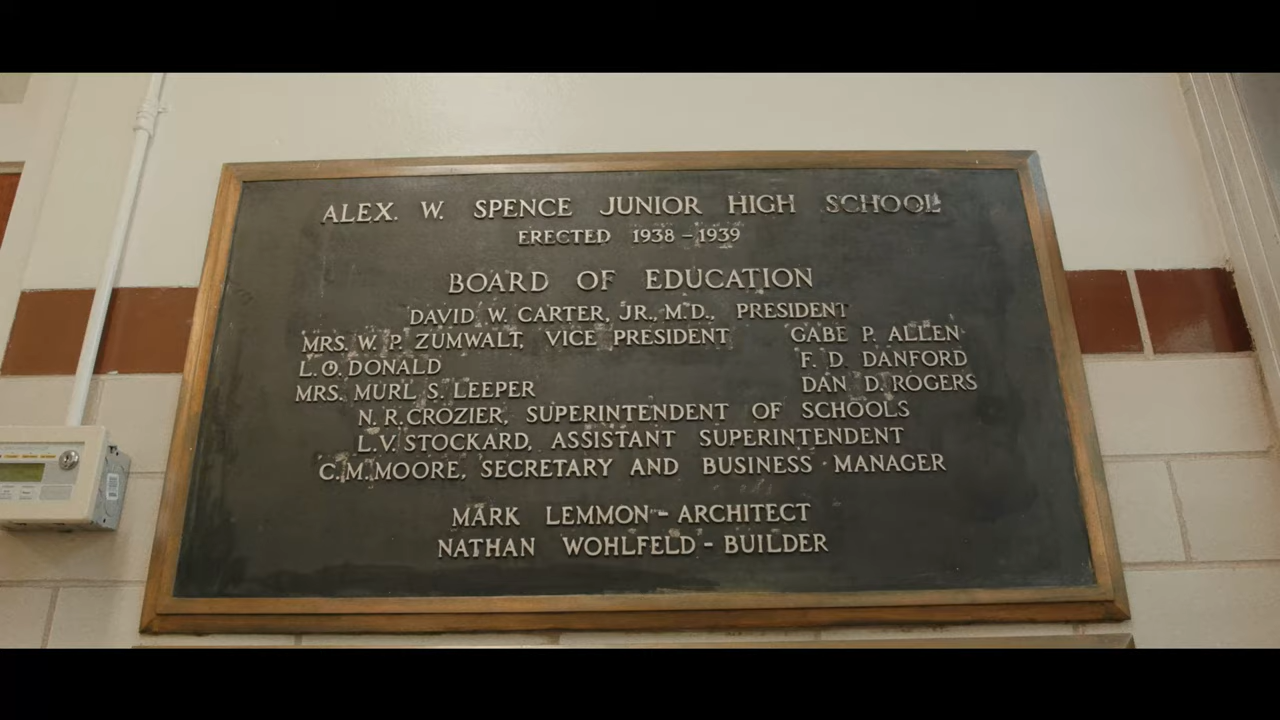 ALEX. W. SPENCE JUNIOR HIGH SCHOOL
ERECTED 1938 - 1939
BOARD OF EDUCATION
DAVID W. CARTER, JR., M.D., PRESIDENT
MRS. W. P. ZUMWALT, VICE PRESIDENT GABE P. ALLEN
L. O. DONALD F. D. DANFORD
MRS. MURL S. LEEPER DAN D. ROGERS
N. R. CROZIER, SUPERINTENDENT OF SCHOOLS
L. V. STOCKARD, ASSISTANT SUPERINTENDENT
C. M. MOORE, SECRETARY AND BUSINESS MANAGER
MARK LEMMON - ARCHITECT
NATHAN WOHLFELD - BUILDER